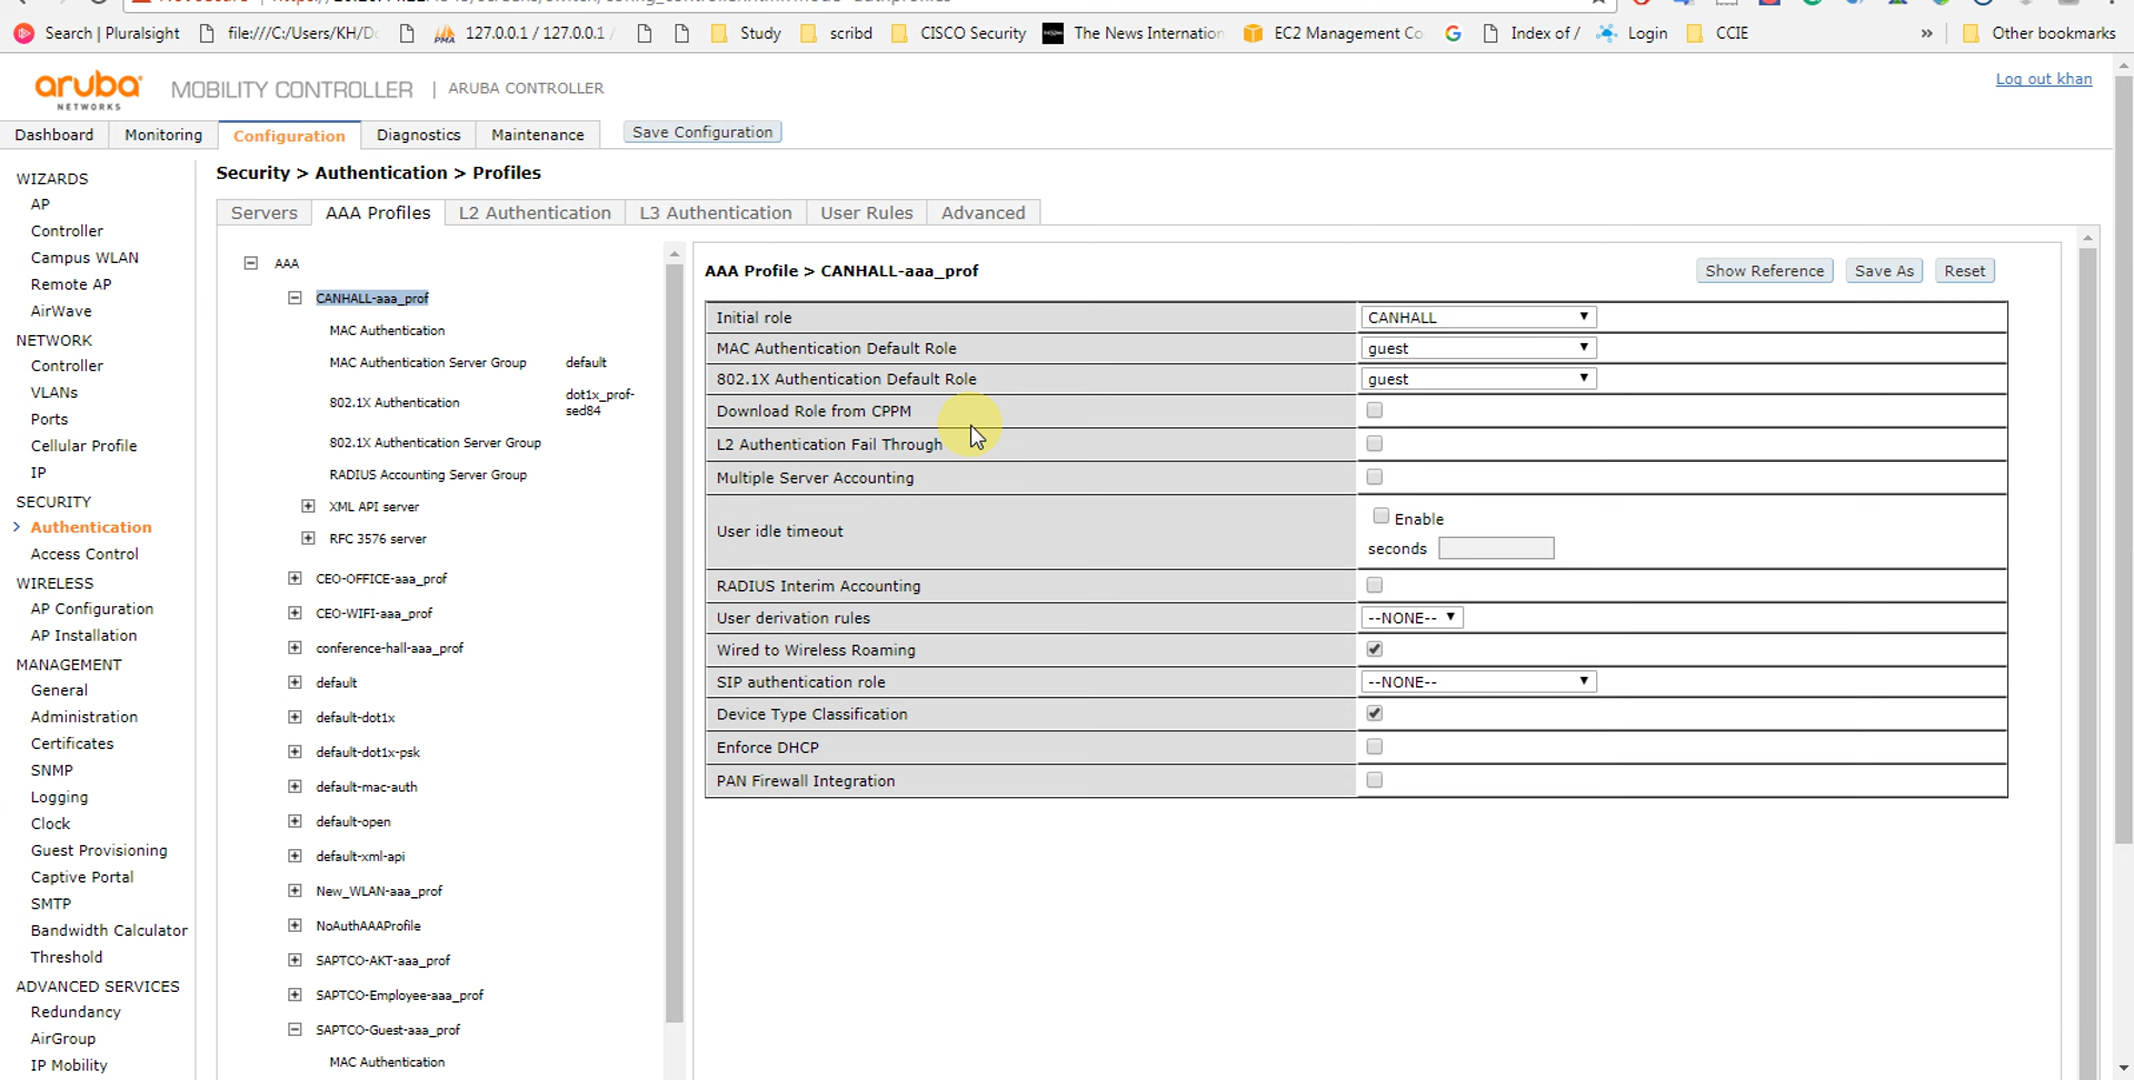 Search | Pluralsight
file:///C:/Users/KH/D
PMA
127.0.0.1 / 127.0.0.1 /
Study
scribd
CISCO Security
The News Internation
EC2 Management Co
Index of /
Login
CCIE
»
Other bookmarks
aruba
NETWORKS
MOBILITY CONTROLLER | ARUBA CONTROLLER
Log out khan
Dashboard
Monitoring
Configuration
Diagnostics
Maintenance
Save Configuration
WIZARDS
AP
Controller
Campus WLAN
Remote AP
AirWave
NETWORK
Controller
VLANs
Ports
Cellular Profile
IP
SECURITY
> Authentication
Access Control
WIRELESS
AP Configuration
AP Installation
MANAGEMENT
General
Administration
Certificates
SNMP
Logging
Clock
Guest Provisioning
Captive Portal
SMTP
Bandwidth Calculator
Threshold
ADVANCED SERVICES
Redundancy
AirGroup
IP Mobility
Security > Authentication > Profiles
Servers
AAA Profiles
L2 Authentication
L3 Authentication
User Rules
Advanced
AAA
CANHALL-aaa_prof
MAC Authentication
MAC Authentication Server Group default
802.1X Authentication dot1x_prof-
sed84
802.1X Authentication Server Group
RADIUS Accounting Server Group
XML API server
RFC 3576 server
CEO-OFFICE-aaa_prof
CEO-WIFI-aaa_prof
conference-hall-aaa_prof
default
default-dot1x
default-dot1x-psk
default-mac-auth
default-open
default-xml-api
New_WLAN-aaa_prof
NoAuthAAAProfile
SAPTCO-AKT-aaa_prof
SAPTCO-Employee-aaa_prof
SAPTCO-Guest-aaa_prof
MAC Authentication
AAA Profile > CANHALL-aaa_prof
Show Reference
Save As
Reset
Initial role CANHALL
MAC Authentication Default Role guest
802.1X Authentication Default Role guest
Download Role from CPPM
L2 Authentication Fail Through
Multiple Server Accounting
User idle timeout
Enable
seconds
RADIUS Interim Accounting
User derivation rules --NONE--
Wired to Wireless Roaming
SIP authentication role --NONE--
Device Type Classification
Enforce DHCP
PAN Firewall Integration